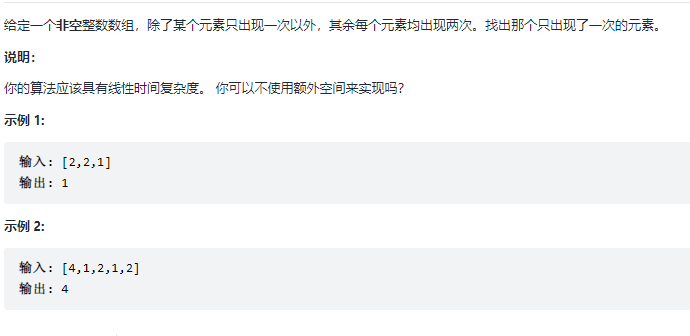 给定一个非空整数数组，除了某个元素只出现一次以外，其余每个元素均出现两次。找出那个只出现了一次的元素。
说明：
你的算法应该具有线性时间复杂度。 你可以不使用额外空间来实现吗？
示例 1:
输入: [2,2,1]
输出: 1
示例 2:
输入: [4,1,2,1,2]
输出: 4